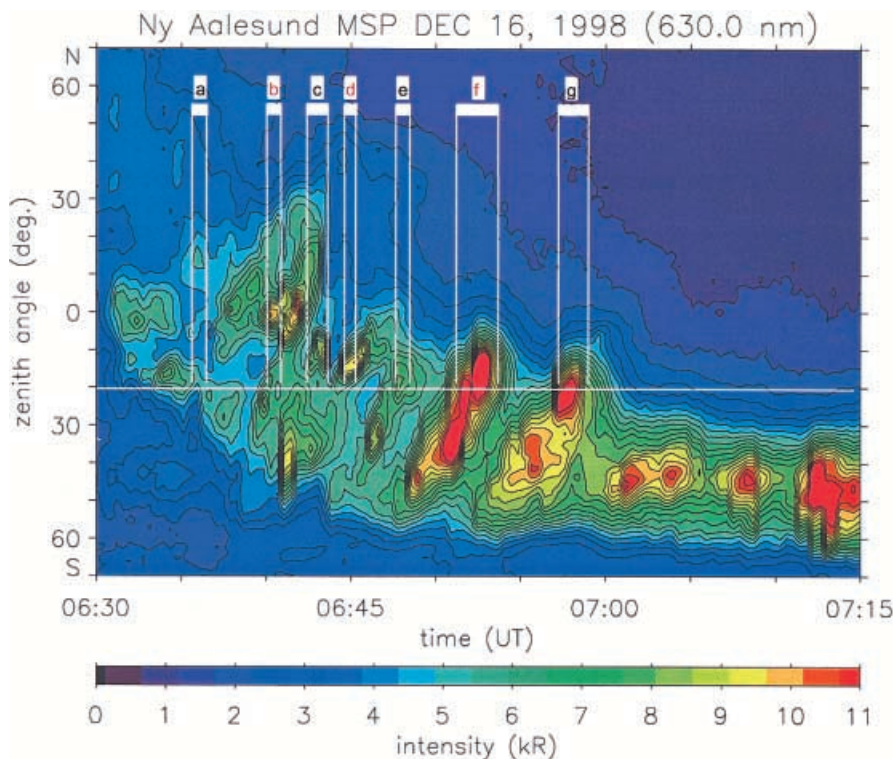 Ny Aalesund MSP DEC 16, 1998 (630.0 nm)
N
60
30
0
30
60
S
zenith angle (deg.)
a b c d e f g
06:30 06:45 07:00 07:15
time (UT)
0 1 2 3 4 5 6 7 8 9 10 11
intensity (kR)